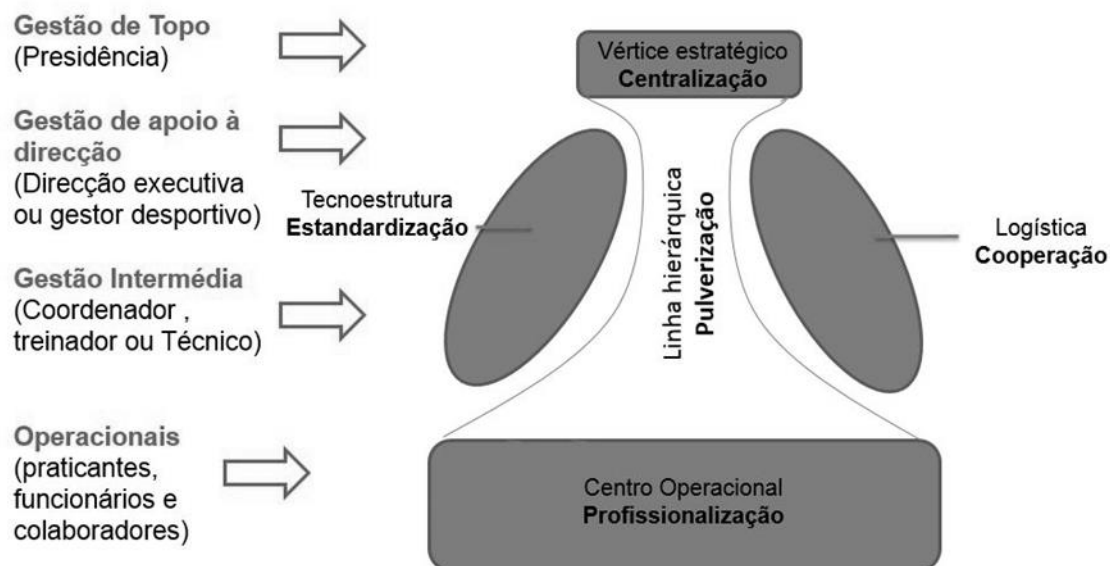 Gestão de Topo
(Presidência)
Gestão de apoio à
direcção
(Direcção executiva
ou gestor desportivo)
Gestão Intermédia
(Coordenador ,
treinador ou Técnico)
Operacionais
(praticantes,
funcionários e
colaboradores)
Vértice estratégico
Centralização
Tecnoestrutura
Estandardização
Linha hierárquica
Pulverização
Logística
Cooperação
Centro Operacional
Profissionalização